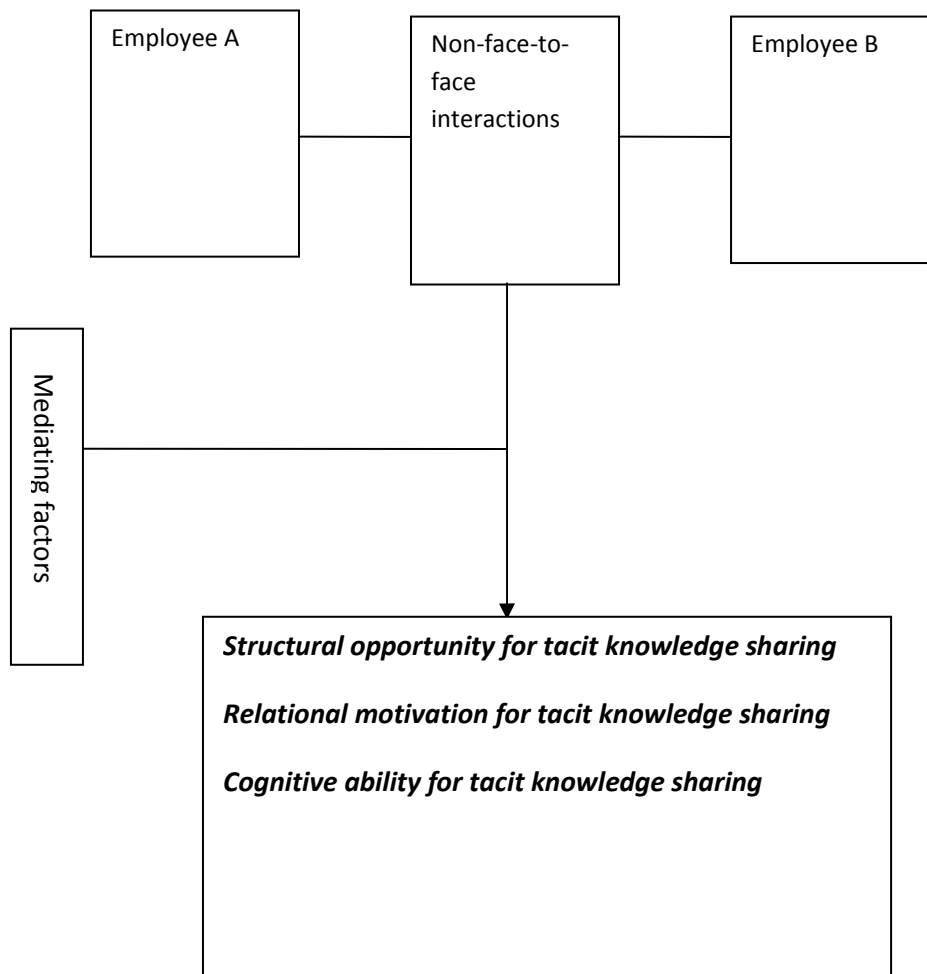 Employee A
Non-face-to-
face
interactions
Employee B
Mediating factors
Structural opportunity for tacit knowledge sharing
Relational motivation for tacit knowledge sharing
Cognitive ability for tacit knowledge sharing